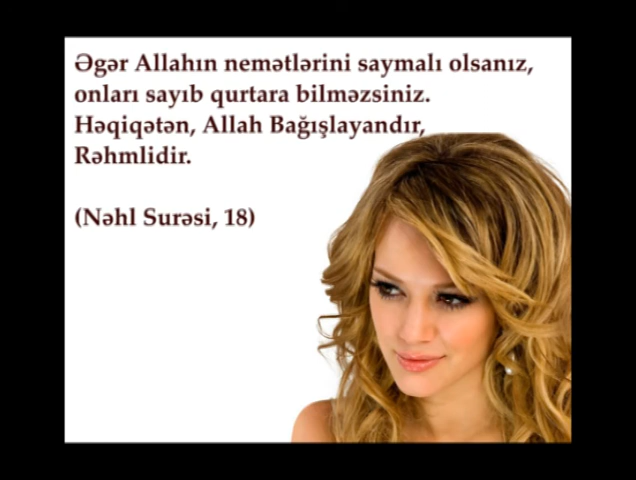 Əgər Allahın nemətlərini saymalı olsanız,
onları sayıb qurtara bilməzsiniz.
Həqiqətən, Allah Bağışlayandır,
Rəhmlidir.
(Nəhl Surəsi, 18)